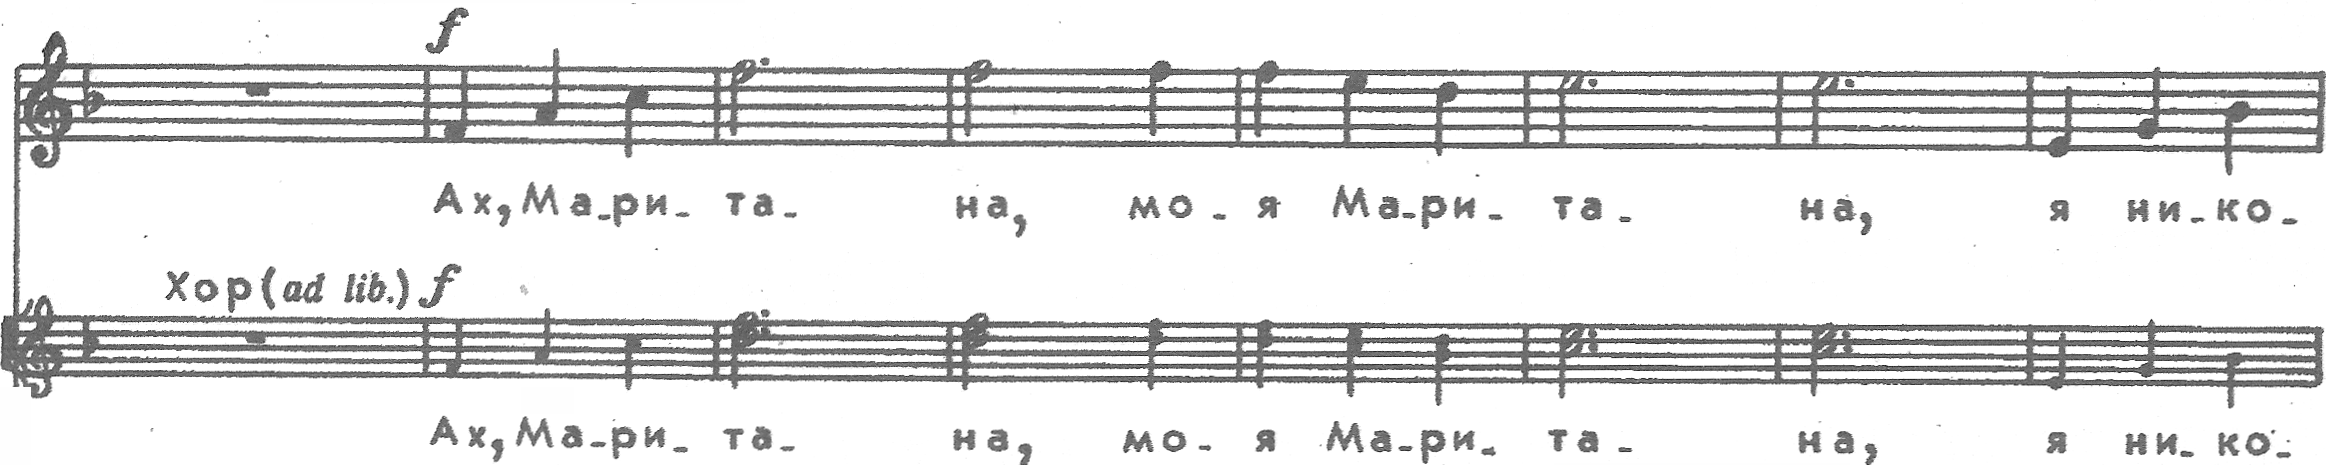 f
Ах, Ма-ри-та-на, мо-я Ма-ри-та-на, я ни-ко-
Хор (ad lib.) f
Ах, Ма-ри-та-на, мо-я Ма-ри-та-на, я ни-ко-